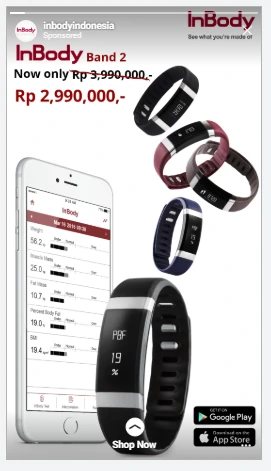 inbodyindonesia
Sponsored
InBody
See what you're made of
InBody Band 2
Now only Rp 3,990,000,-
Rp 2,990,000,-
InBody
Weight
56.2
25.0
Fat Mass
10.7
Percent Body Fat
19.0
BMI
19.4
PBF
19
%
GET IT ON
Google Play
Download on the
App Store
Shop Now